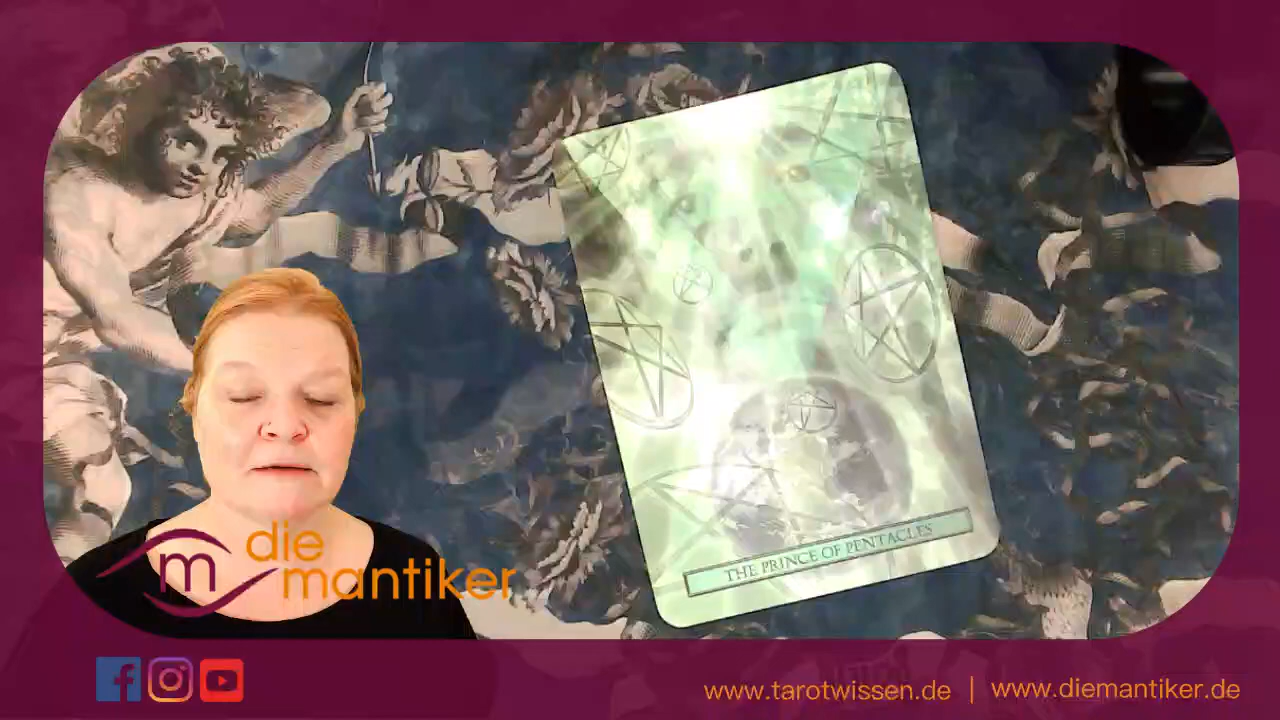 THE PRINCE OF PENTACLES
m
die
mantiker
www.tarotwissen.de | www.diemantiker.de